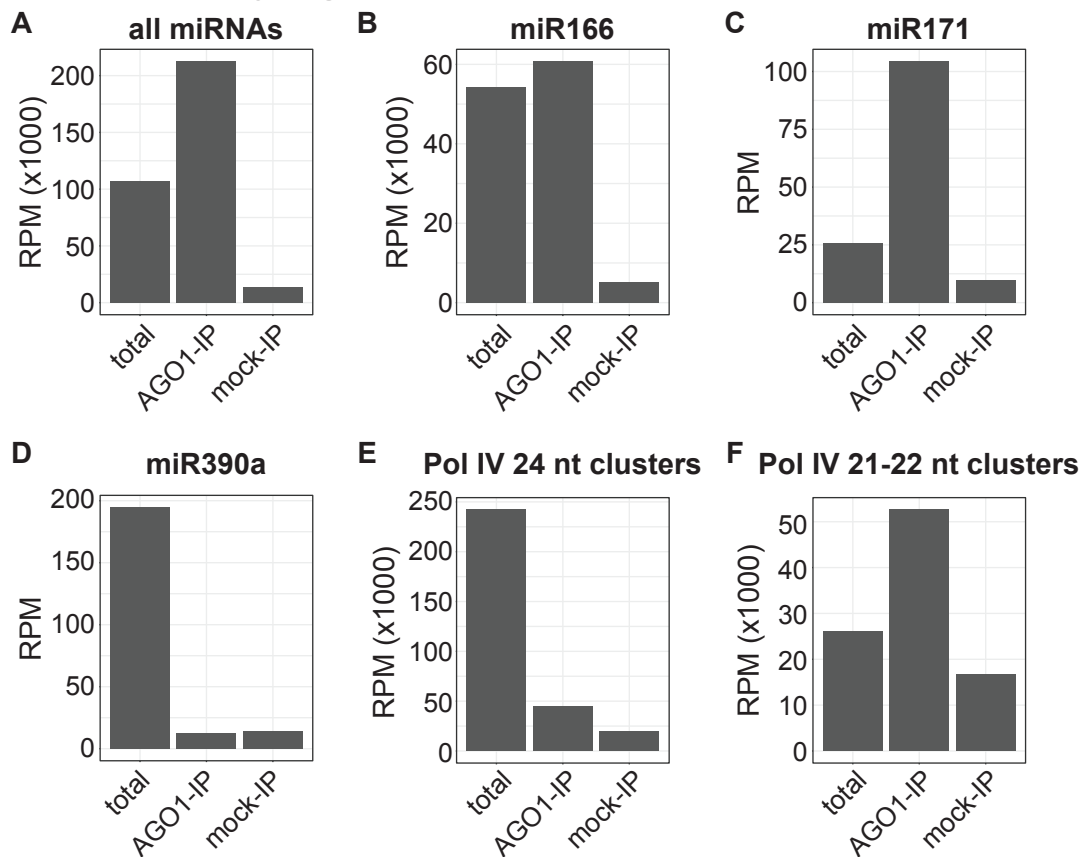 A all miRNAs
RPM (x1000)
200
150
100
50
0
total
AGO1-IP
mock-IP
B miR166
RPM (x1000)
60
40
20
0
total
AGO1-IP
mock-IP
C miR171
RPM
100
75
50
25
0
total
AGO1-IP
mock-IP
D miR390a
RPM
200
150
100
50
0
total
AGO1-IP
mock-IP
E Pol IV 24 nt clusters
RPM (x1000)
250
200
150
100
50
0
total
AGO1-IP
mock-IP
F Pol IV 21-22 nt clusters
RPM (x1000)
50
40
30
20
10
0
total
AGO1-IP
mock-IP